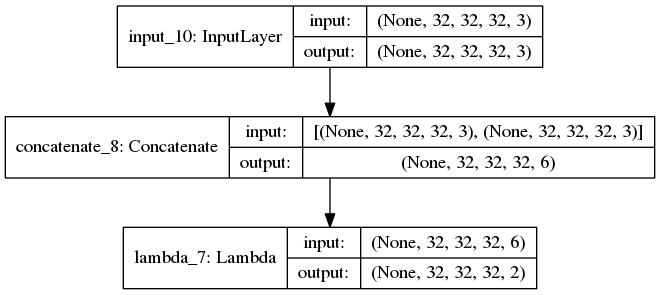 input_10: InputLayer
input: (None, 32, 32, 32, 3)
output: (None, 32, 32, 32, 3)
concatenate_8: Concatenate
input: [(None, 32, 32, 32, 3), (None, 32, 32, 32, 3)]
output: (None, 32, 32, 32, 6)
lambda_7: Lambda
input: (None, 32, 32, 32, 6)
output: (None, 32, 32, 32, 2)